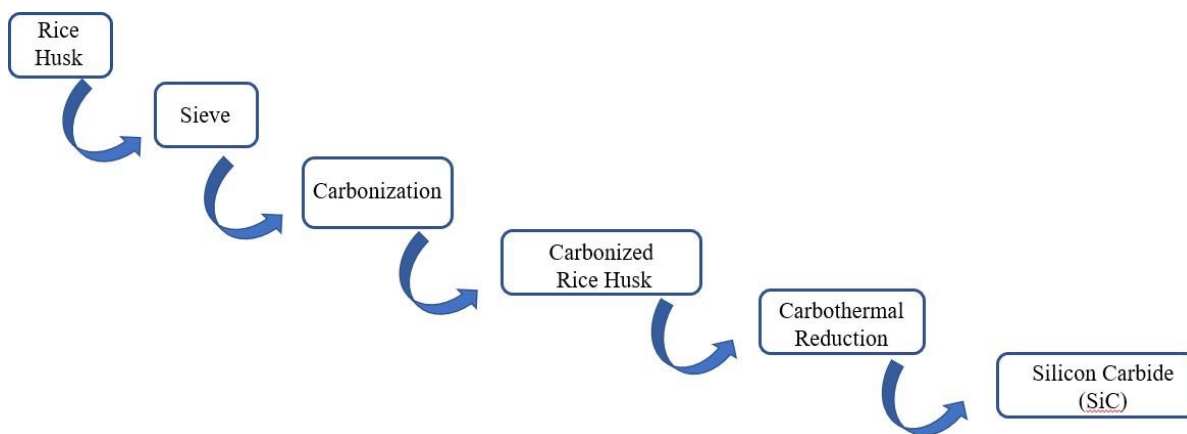 Rice
Husk
Sieve
Carbonization
Carbonized
Rice Husk
Carbothermal
Reduction
Silicon Carbide
(SiC)